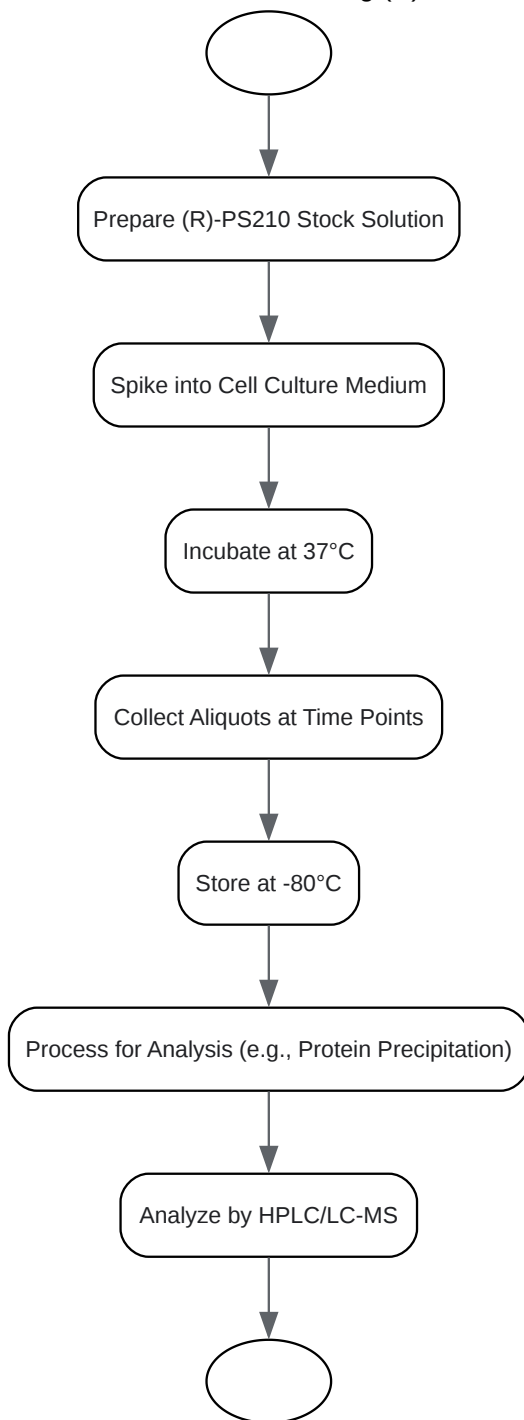 Prepare (R)-PS210 Stock Solution
Spike into Cell Culture Medium
Incubate at 37°C
Collect Aliquots at Time Points
Store at -80°C
Process for Analysis (e.g., Protein Precipitation)
Analyze by HPLC/LC-MS